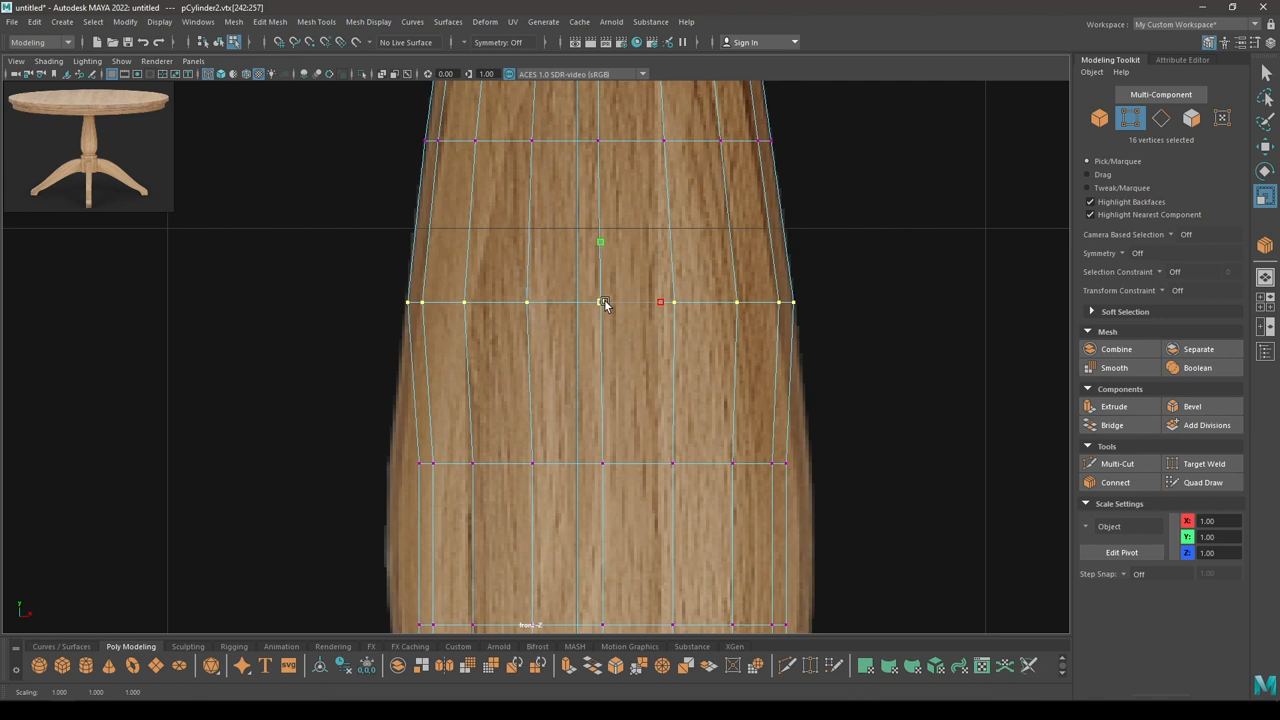 untitled* - Autodesk MAYA 2022: untitled --- pCylinder2.vtx[242:257]
File Edit Create Select Modify Display Windows Mesh Edit Mesh Mesh Tools Mesh Display Curves Surfaces Deform UV Generate Cache Arnold Substance Help
Workspace : My Custom Workspace*
Modeling No Live Surface Symmetry: Off Sign In
View Shading Lighting Show Renderer Panels
0.00 1.00 ACES 1.0 SDR-video (sRGB)
Modeling Toolkit Attribute Editor
Object Help
Multi-Component
16 vertices selected
Pick/Marquee
Drag
Tweak/Marquee
Highlight Backfaces
Highlight Nearest Component
Camera Based Selection Off
Symmetry Off
Selection Constraint Off 0
Transform Constraint Off
Soft Selection
Mesh
Combine Separate
Smooth Boolean
Components
Extrude Bevel
Bridge Add Divisions
Tools
Multi-Cut Target Weld
Connect Quad Draw
Scale Settings
Object X: 1.00
Y: 1.00
Edit Pivot Z: 1.00
Step Snap: Off 1.00
y
x
front -Z
Curves / Surfaces Poly Modeling Sculpting Rigging Animation Rendering FX FX Caching Custom Arnold Bifrost MASH Motion Graphics Substance XGen
T SVG 0,0,0
Scaling: 1.000 1.000 1.000